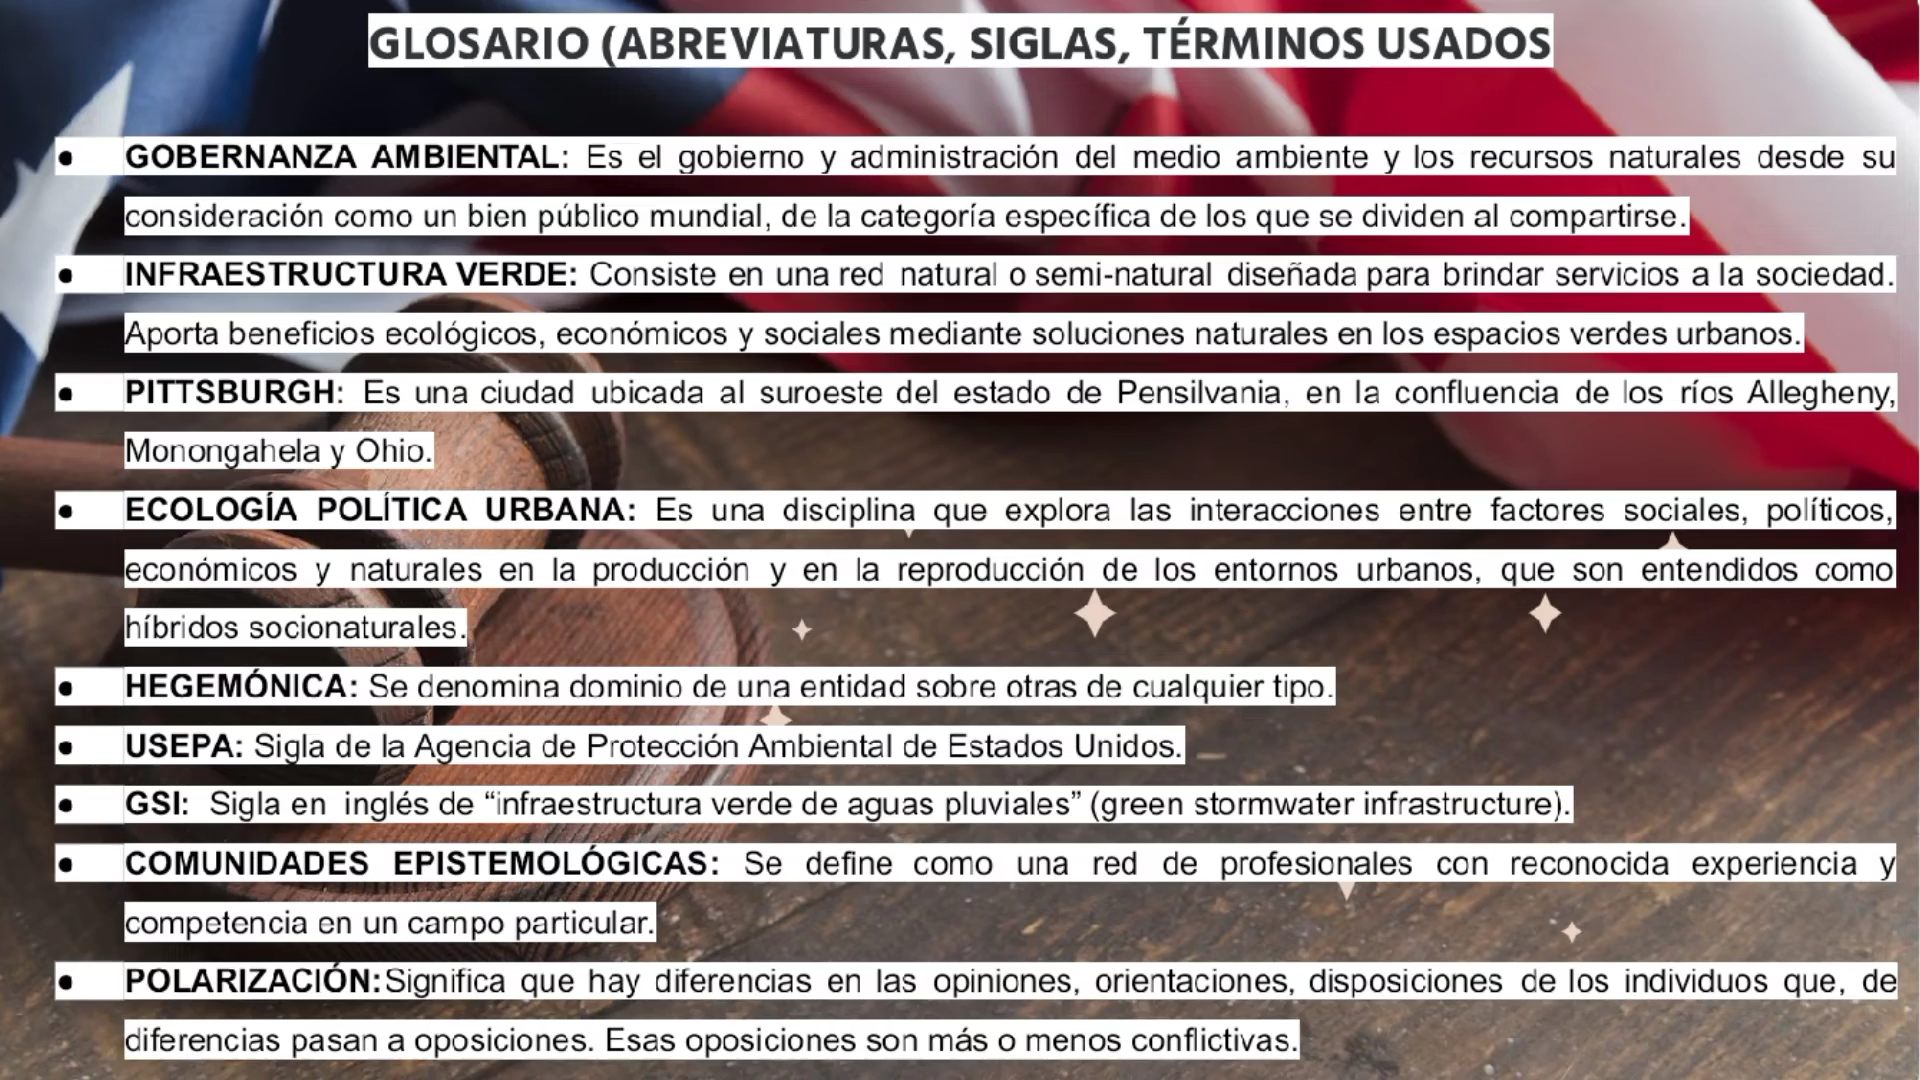 GLOSARIO (ABREVIATURAS, SIGLAS, TÉRMINOS USADOS
● GOBERNANZA AMBIENTAL: Es el gobierno y administración del medio ambiente y los recursos naturales desde su
consideración como un bien público mundial, de la categoría específica de los que se dividen al compartirse.
● INFRAESTRUCTURA VERDE: Consiste en una red natural o semi-natural diseñada para brindar servicios a la sociedad.
Aporta beneficios ecológicos, económicos y sociales mediante soluciones naturales en los espacios verdes urbanos.
● PITTSBURGH: Es una ciudad ubicada al suroeste del estado de Pensilvania, en la confluencia de los ríos Allegheny,
Monongahela y Ohio.
● ECOLOGÍA POLÍTICA URBANA: Es una disciplina que explora las interacciones entre factores sociales, políticos,
económicos y naturales en la producción y en la reproducción de los entornos urbanos, que son entendidos como
híbridos socionaturales.
● HEGEMÓNICA: Se denomina dominio de una entidad sobre otras de cualquier tipo.
● USEPA: Sigla de la Agencia de Protección Ambiental de Estados Unidos.
● GSI: Sigla en inglés de “infraestructura verde de aguas pluviales” (green stormwater infrastructure).
● COMUNIDADES EPISTEMOLÓGICAS: Se define como una red de profesionales con reconocida experiencia y
competencia en un campo particular.
● POLARIZACIÓN:Significa que hay diferencias en las opiniones, orientaciones, disposiciones de los individuos que, de
diferencias pasan a oposiciones. Esas oposiciones son más o menos conflictivas.